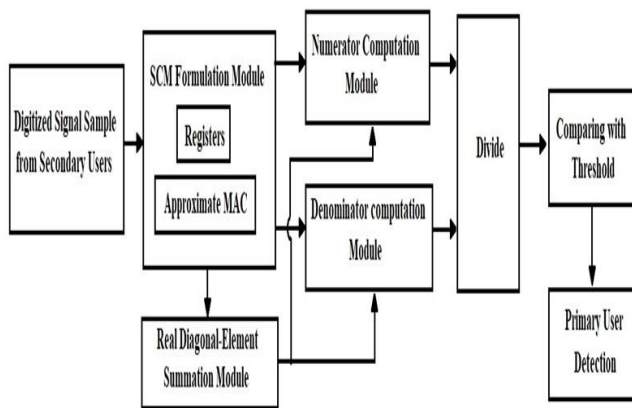 Digitized Signal Sample
from Secondary Users
SCM Formulation Module
Registers
Approximate MAC
Real Diagonal-Element
Summation Module
Numerator Computation
Module
Denominator computation
Module
Divide
Comparing with
Threshold
Primary User
Detection